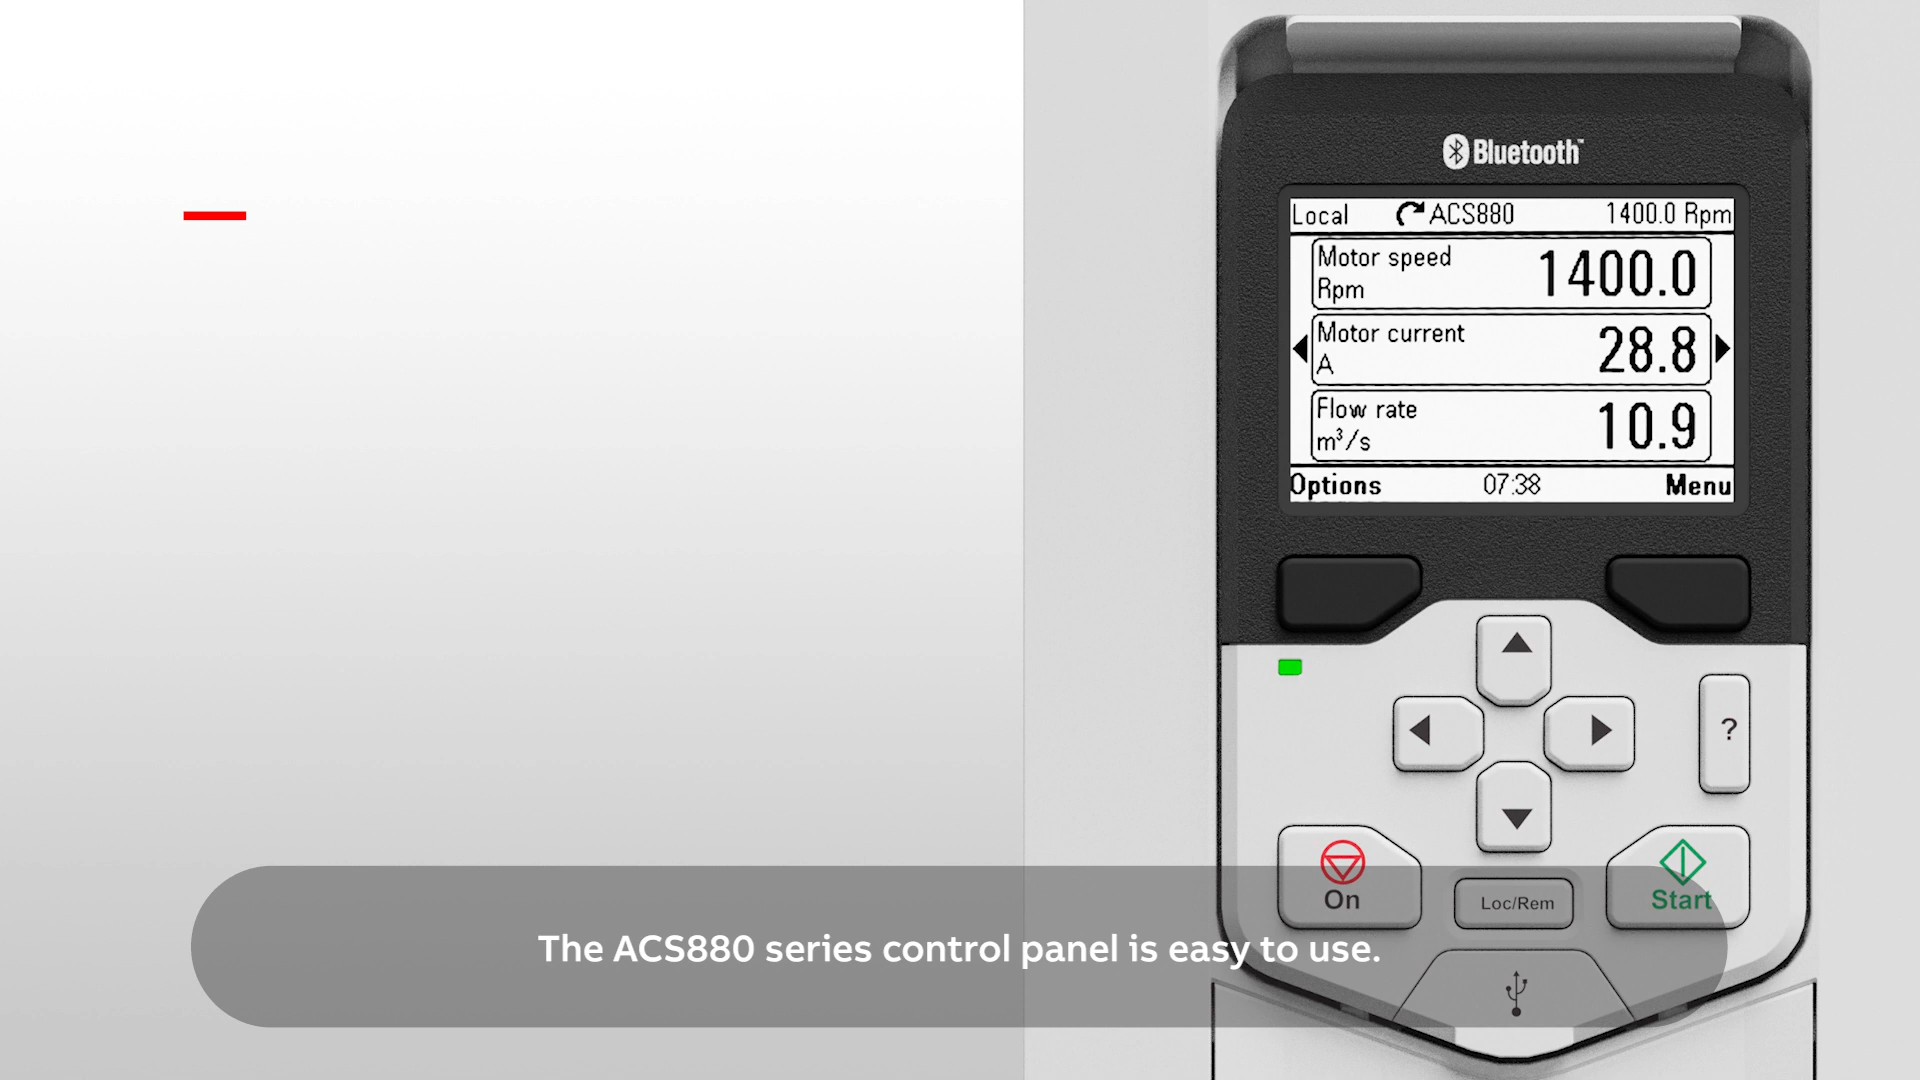 Bluetooth™
Local ACS880 1400.0 Rpm
Motor speed 1400.0
Rpm
Motor current 28.8
A
Flow rate 10.9
m³/s
Options 07:38 Menu
?
On Loc/Rem Start
The ACS880 series control panel is easy to use.